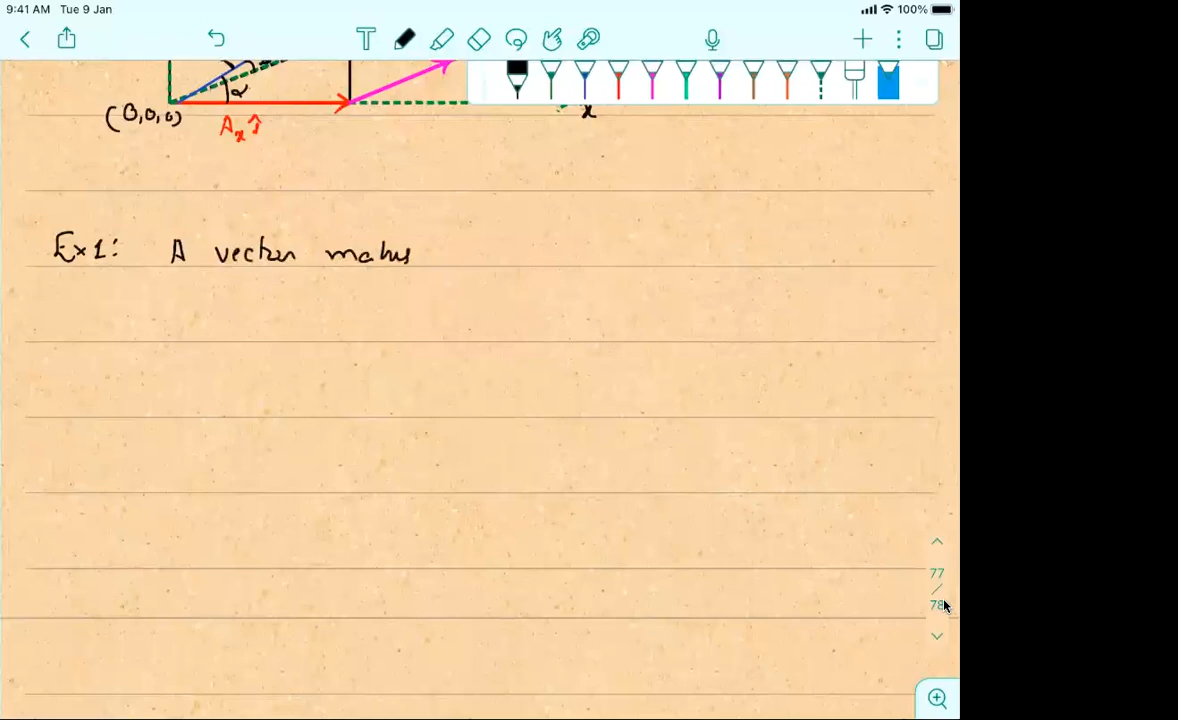 9:41 AM Tue 9 Jan 100%
α
x
(0,0,0)
Aₓ î
Ex 1: A vector makes
77
/
78